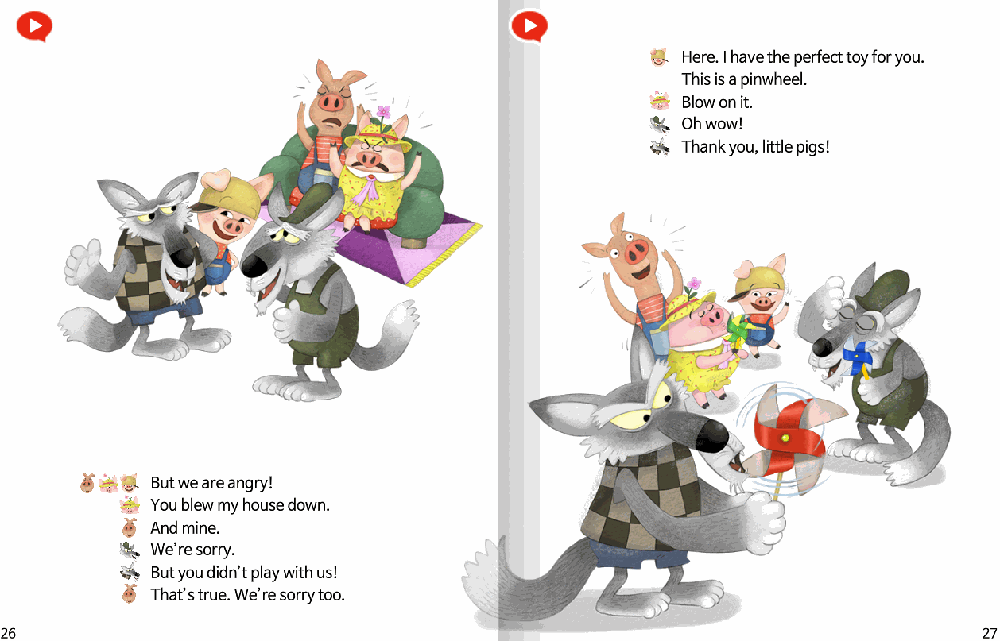 But we are angry!
You blew my house down.
And mine.
We're sorry.
But you didn't play with us!
That's true. We're sorry too.
26
Here. I have the perfect toy for you.
This is a pinwheel.
Blow on it.
Oh wow!
Thank you, little pigs!
27